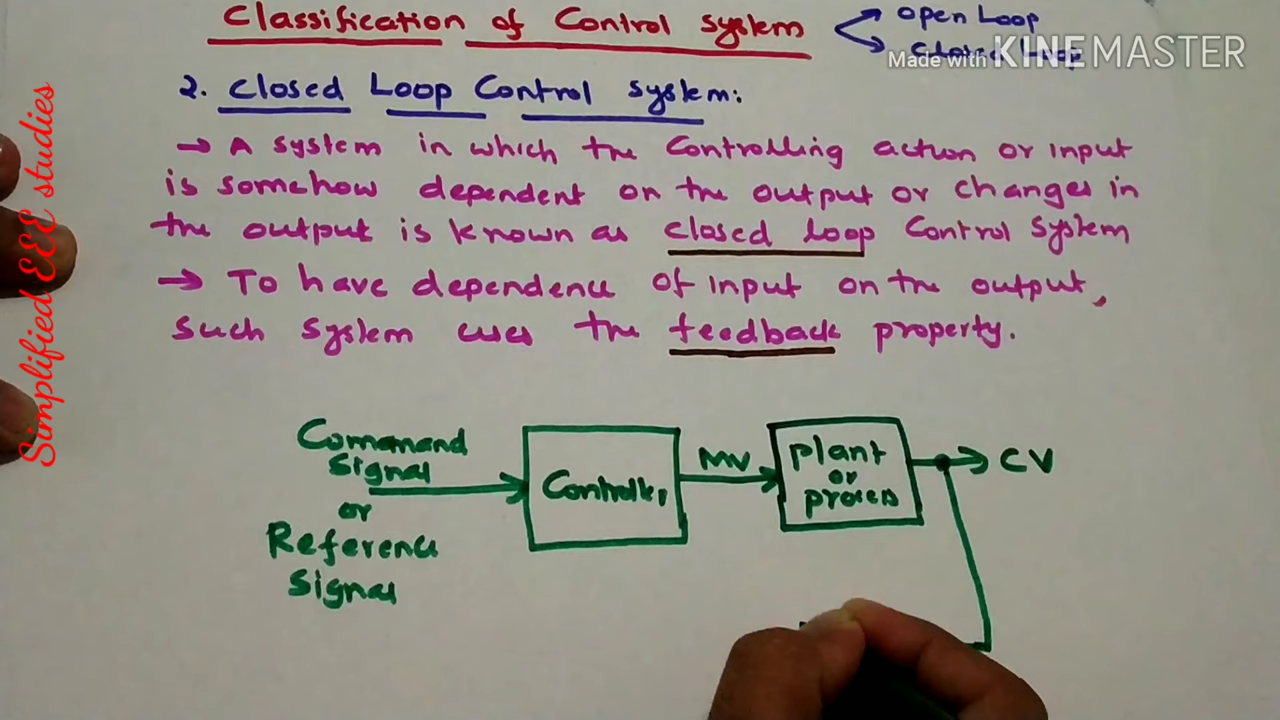 Classification of Control system
open Loop
closed Loop
Made with KINEMASTER
2. Closed Loop Control system:
→ A system in which the Controlling action or input
is somehow dependent on the output or changes in
the output is known as closed loop Control System
→ To have dependence of input on the output,
such system uses the feedback property.
Command
Signal
or
Reference
Signal
Controller
MV
plant
or
process
CV
Simplified EEE studies